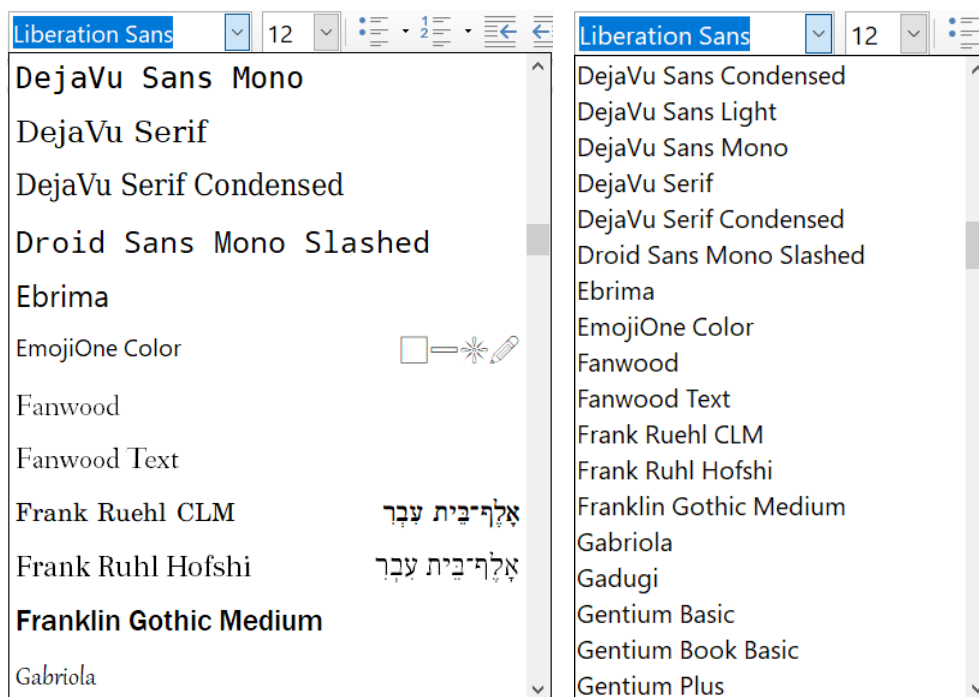 Liberation Sans 12
DejaVu Sans Mono
DejaVu Serif
DejaVu Serif Condensed
Droid Sans Mono Slashed
Ebrima
EmojiOne Color
Fanwood
Fanwood Text
Frank Ruehl CLM אָלֶף־בֵּית עִבְרִ
Frank Ruhl Hofshi אָלֶף־בֵּית עִבְרִ
Franklin Gothic Medium
Gabriola
Liberation Sans 12
DejaVu Sans Condensed
DejaVu Sans Light
DejaVu Sans Mono
DejaVu Serif
DejaVu Serif Condensed
Droid Sans Mono Slashed
Ebrima
EmojiOne Color
Fanwood
Fanwood Text
Frank Ruehl CLM
Frank Ruhl Hofshi
Franklin Gothic Medium
Gabriola
Gadugi
Gentium Basic
Gentium Book Basic
Gentium Plus